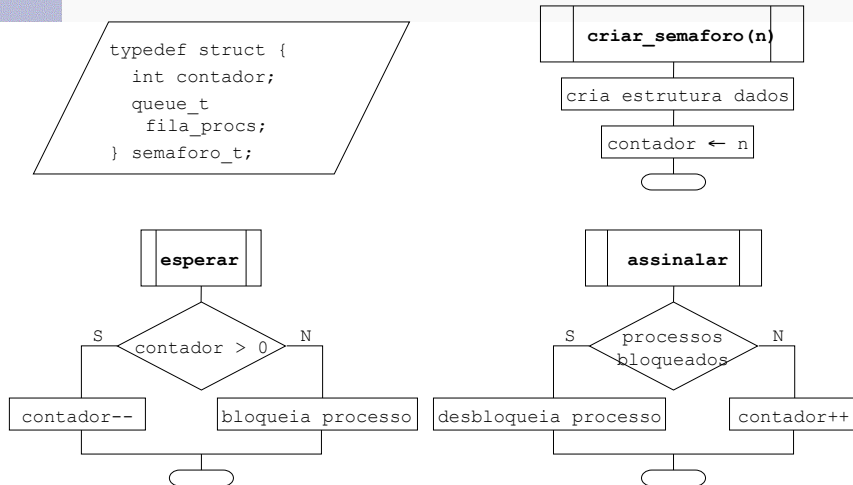 typedef struct {
int contador;
queue_t
fila_procs;
} semaforo_t;
criar_semaforo(n)
cria estrutura dados
contador ← n
esperar
S
contador > 0
N
contador--
bloqueia processo
assinalar
S
processos
bloqueados
N
desbloqueia processo
contador++